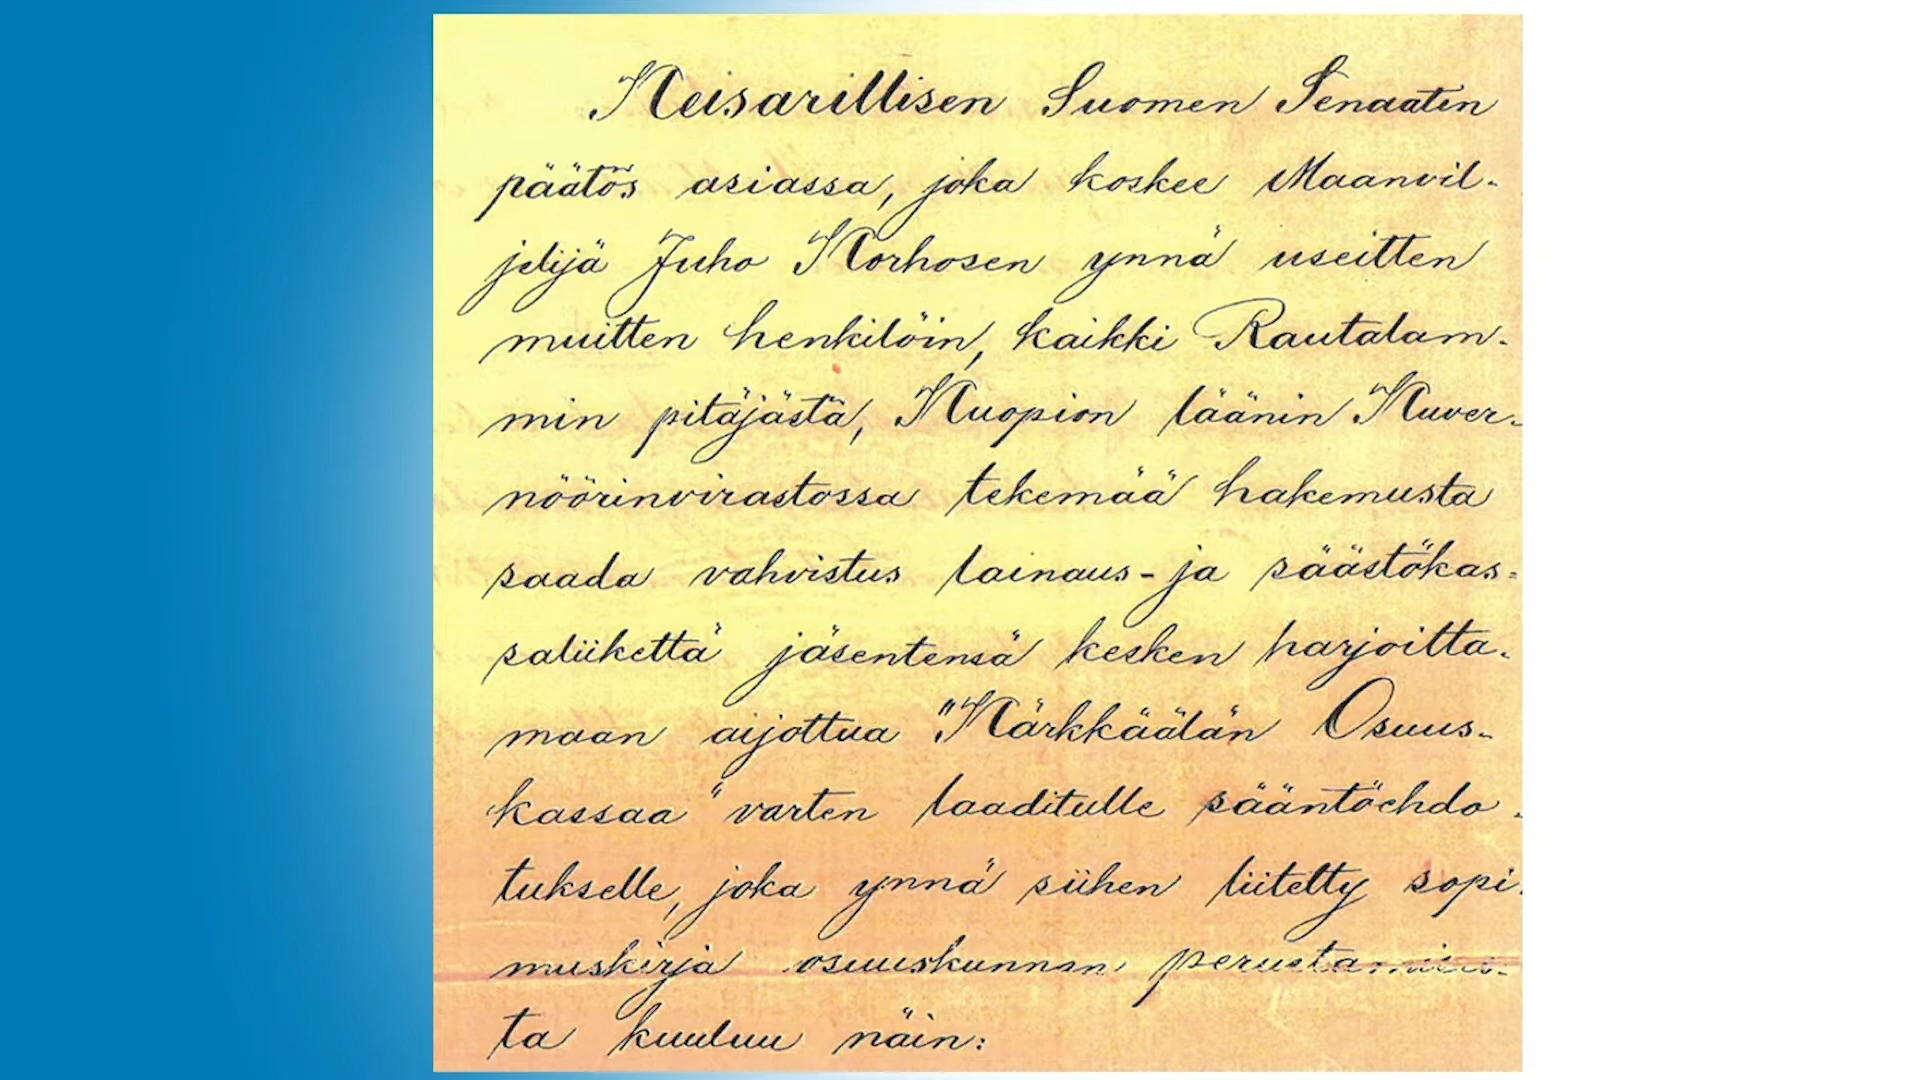 Keisarillisen Suomen Senaatin
päätös asiassa, joka koskee Maanvil-
jelijä Juho Korhosen ynnä useitten
muitten henkilöin, kaikki Rautalam-
min pitäjästä, Kuopion läänin Kuver-
nöörinvirastossa tekemää hakemusta
saada vahvistus lainaus-ja säästökas-
saliikettä jäsentensä kesken harjoitta-
maan aijottua "Kärkkäälän Osuus-
kassaa" varten laaditulle sääntöehdo-
tukselle, joka ynnä siihen liitetty sopi-
muskirja osuuskunnan perustamises-
ta kuuluu näin: